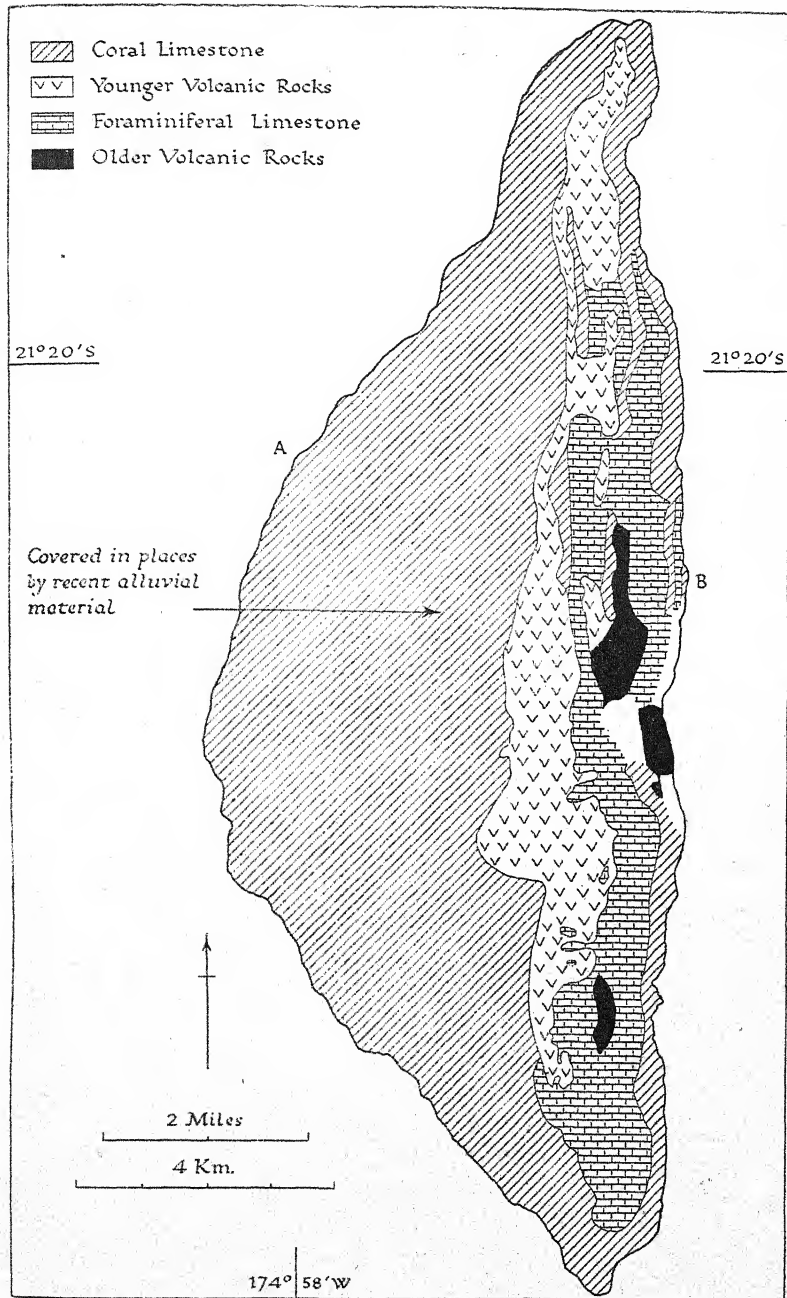 Coral Limestone
Younger Volcanic Rocks
Foraminiferal Limestone
Older Volcanic Rocks
21°20'S
21°20'S
A
Covered in places
by recent alluvial
material
B
2 Miles
4 Km.
174° 58'W